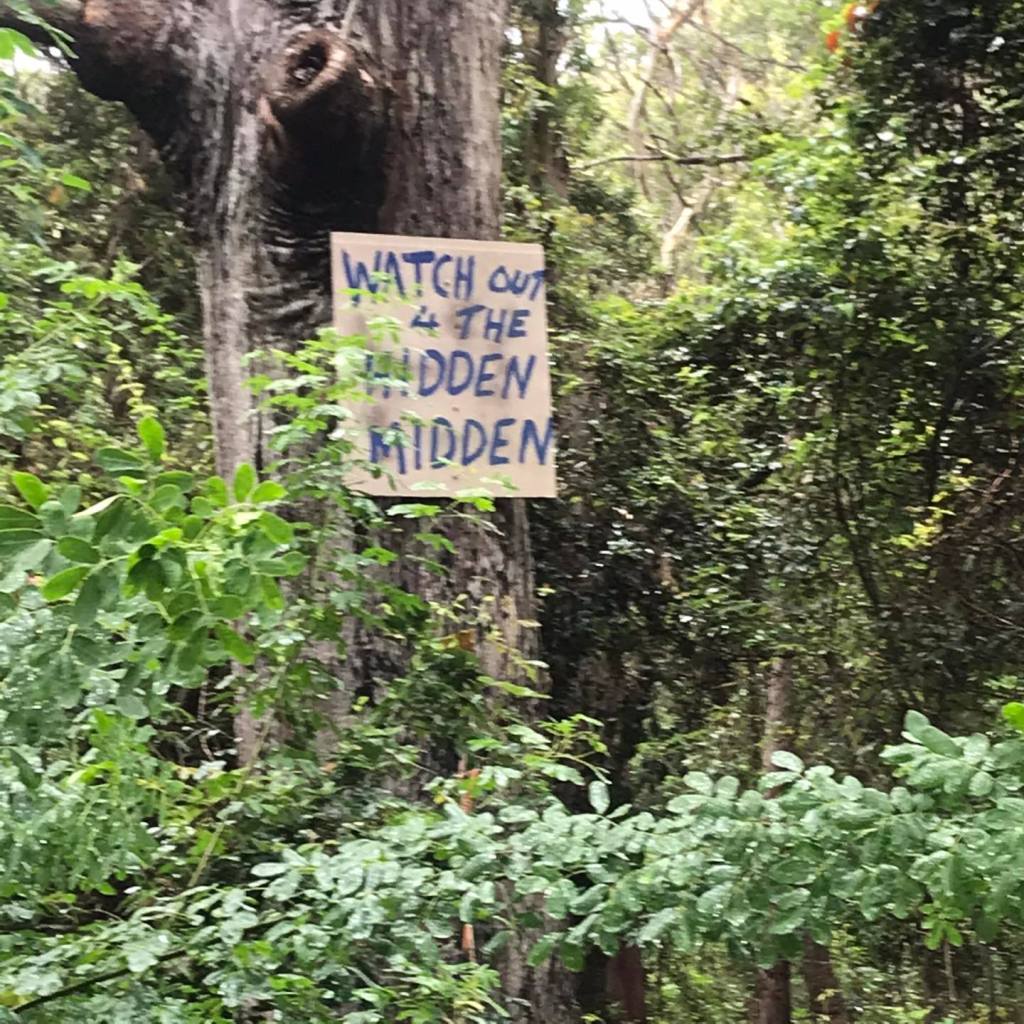 WATCH OUT
4 THE
HIDDEN
MIDDEN